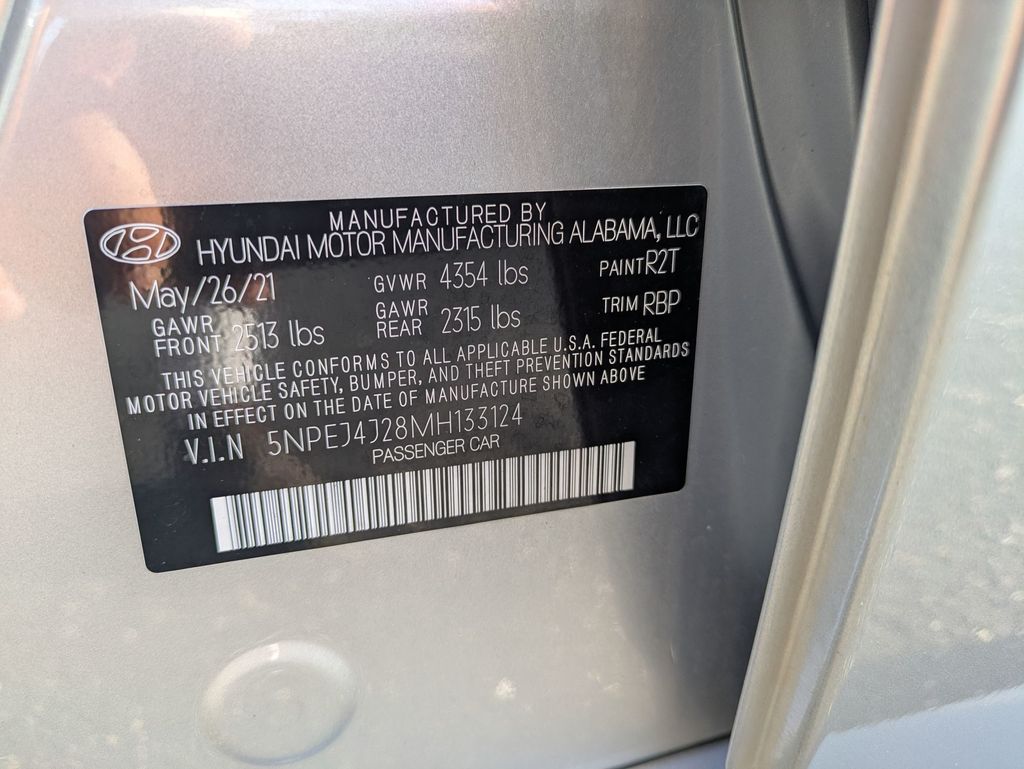 MANUFACTURED BY
HYUNDAI MOTOR MANUFACTURING ALABAMA, LLC
May/26/21 GVWR 4354 lbs PAINT R2T
GAWR FRONT 2513 lbs GAWR REAR 2315 lbs TRIM RBP
THIS VEHICLE CONFORMS TO ALL APPLICABLE U.S.A. FEDERAL
MOTOR VEHICLE SAFETY, BUMPER, AND THEFT PREVENTION STANDARDS
IN EFFECT ON THE DATE OF MANUFACTURE SHOWN ABOVE
V.I.N 5NPEJ4J28MH133124
PASSENGER CAR